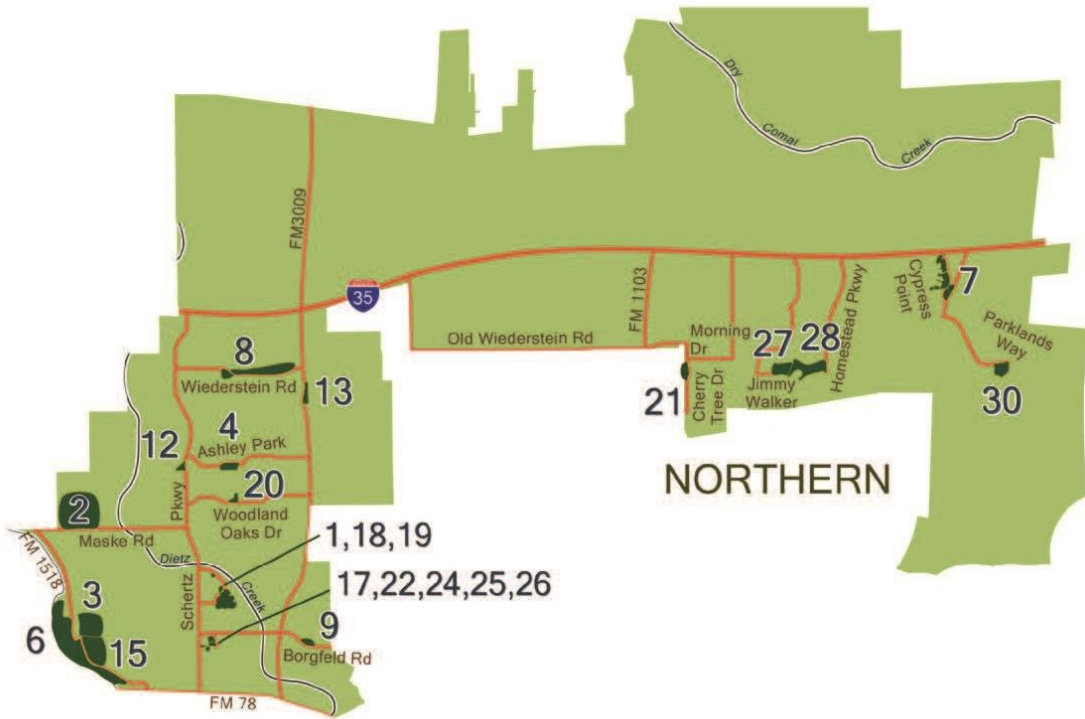 Dry
Comal
Creek
FM3009
35
Cypress
Point
7
FM 1103
Homestead Pkwy
Parklands
Way
Old Wiederstein Rd
Morning
Dr
27
28
8
Wiederstein Rd
13
21
Cherry
Tree Dr
Jimmy
Walker
30
4
Ashley Park
12
NORTHERN
20
Pkwy
Woodland
Oaks Dr
2
Maske Rd
1,18,19
FM 1518
Dietz
Creek
17,22,24,25,26
3
Schertz
6
9
15
Borgfeld Rd
FM 78